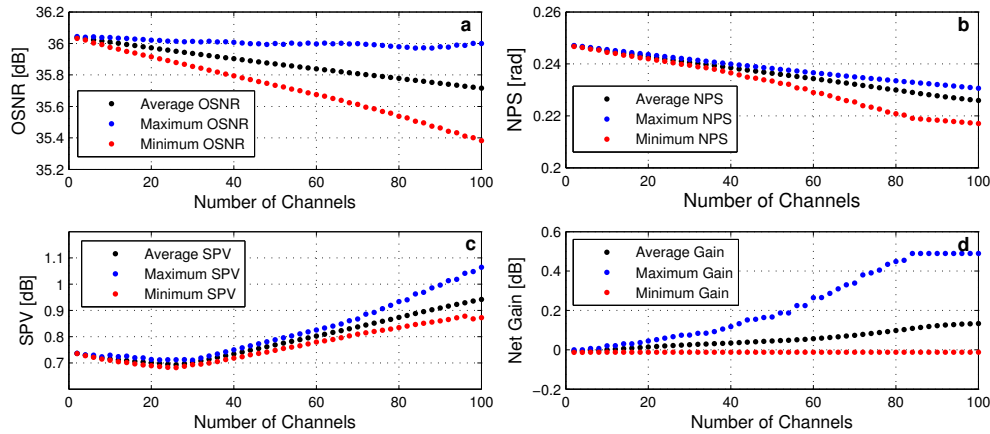 a
36.2
36
35.8
35.6
35.4
35.2
OSNR [dB]
Average OSNR
Maximum OSNR
Minimum OSNR
0 20 40 60 80 100
Number of Channels
b
0.26
0.24
0.22
0.2
NPS [rad]
Average NPS
Maximum NPS
Minimum NPS
0 20 40 60 80 100
Number of Channels
c
1.1
1
0.9
0.8
0.7
SPV [dB]
Average SPV
Maximum SPV
Minimum SPV
0 20 40 60 80 100
Number of Channels
d
0.6
0.4
0.2
0
−0.2
Net Gain [dB]
Average Gain
Maximum Gain
Minimum Gain
0 20 40 60 80 100
Number of Channels